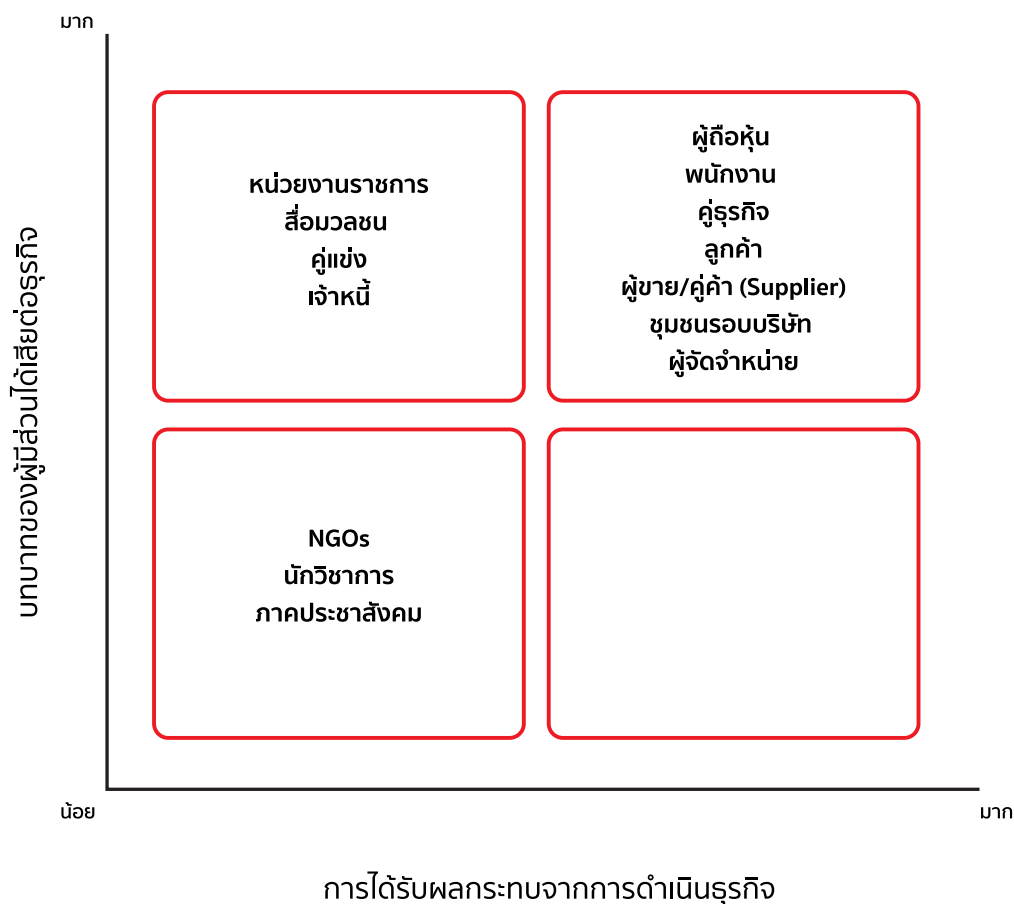 มาก
บทบาทของผู้มีส่วนได้เสียต่อธุรกิจ
หน่วยงานราชการ
สื่อมวลชน
คู่แข่ง
เจ้าหนี้
ผู้ถือหุ้น
พนักงาน
คู่ธุรกิจ
ลูกค้า
ผู้ขาย/คู่ค้า (Supplier)
ชุมชนรอบบริษัท
ผู้จัดจำหน่าย
NGOs
นักวิชาการ
ภาคประชาสังคม
น้อย
มาก
การได้รับผลกระทบจากการดำเนินธุรกิจ